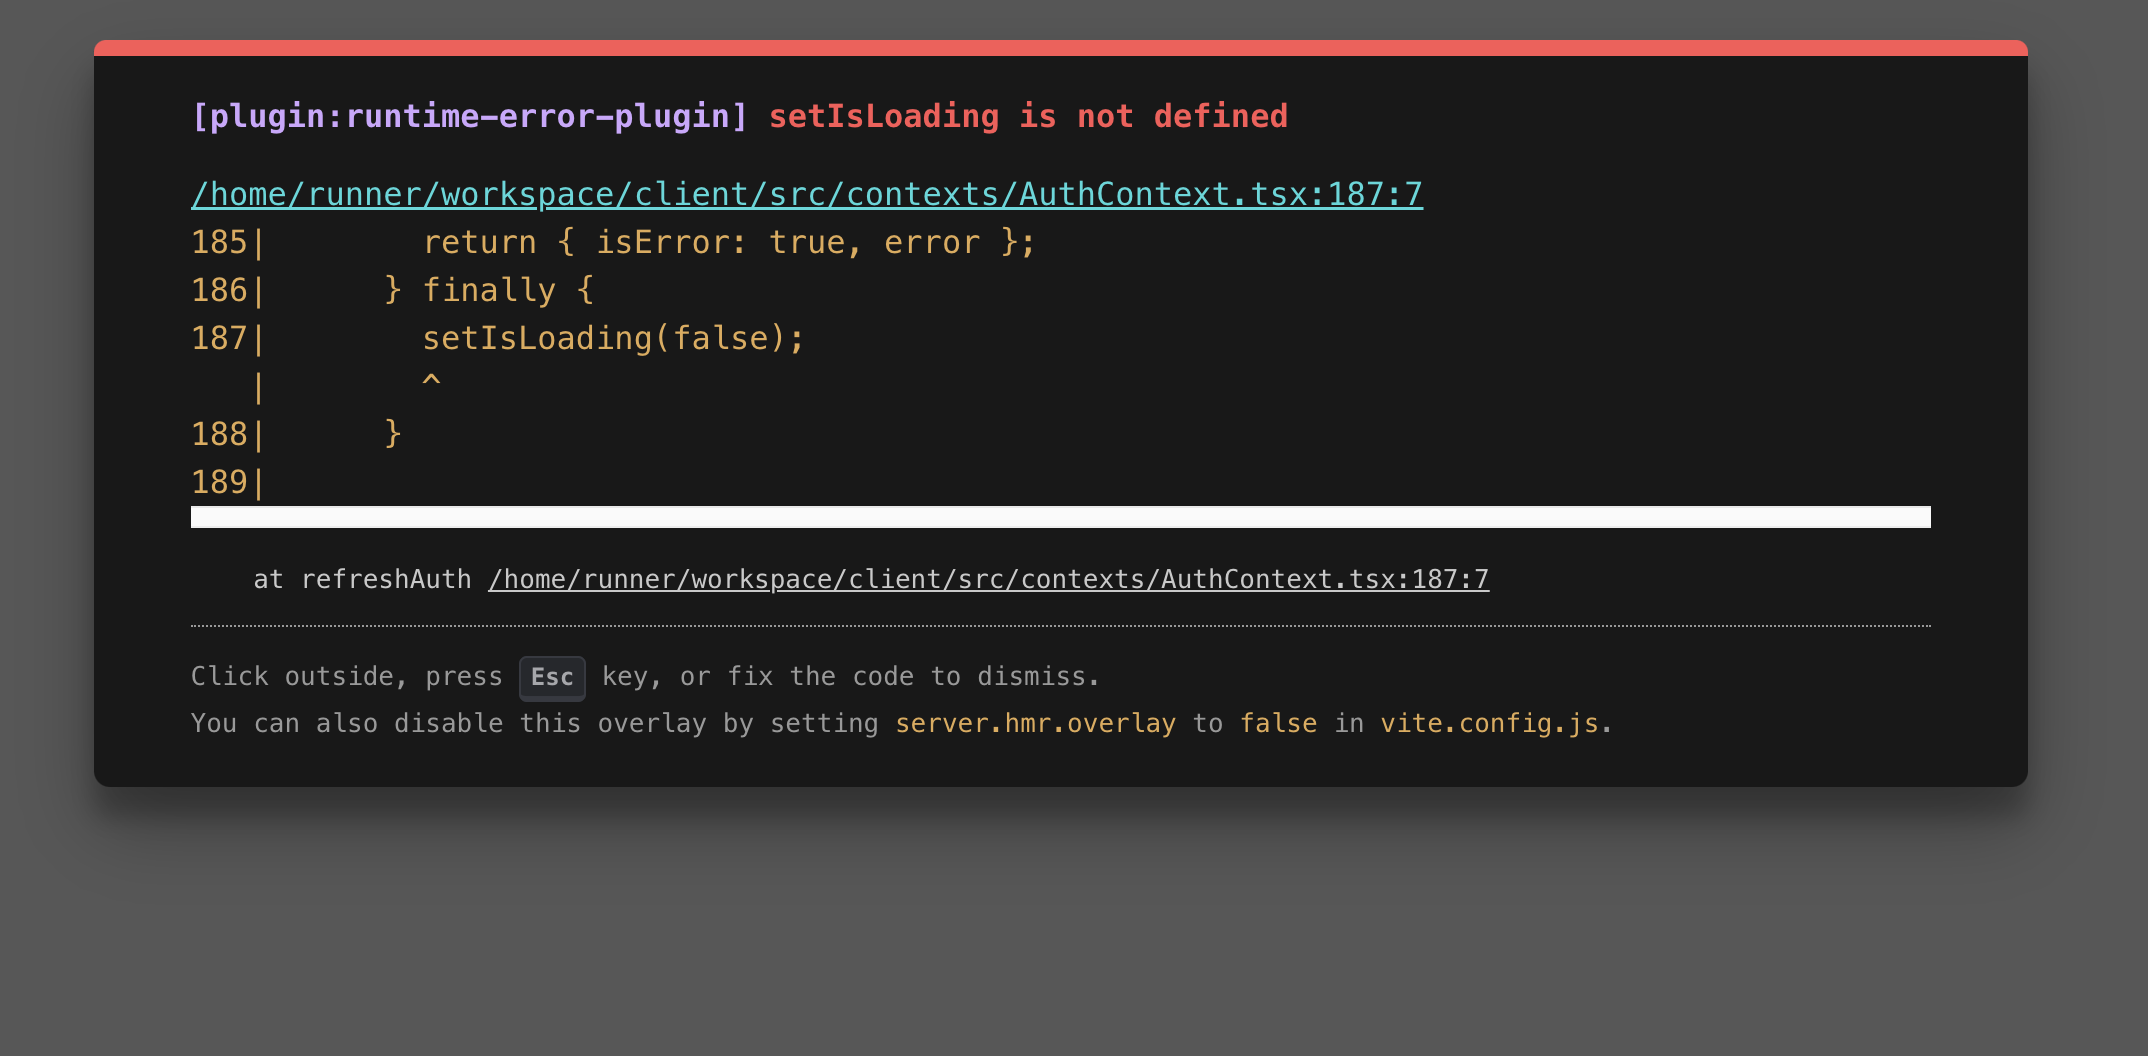 [plugin:runtime-error-plugin] setIsLoading is not defined
/home/runner/workspace/client/src/contexts/AuthContext.tsx:187:7
185|        return { isError: true, error };
186|      } finally {
187|        setIsLoading(false);
   |        ^
188|      }
189|
at refreshAuth /home/runner/workspace/client/src/contexts/AuthContext.tsx:187:7
Click outside, press Esc key, or fix the code to dismiss.
You can also disable this overlay by setting server.hmr.overlay to false in vite.config.js.